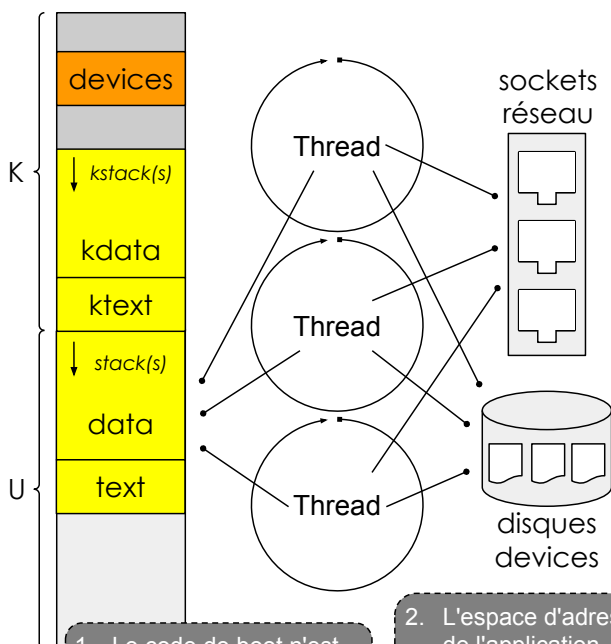 devices
K
kstack(s)
kdata
ktext
stack(s)
data
U
text
Thread
Thread
Thread
sockets
réseau
disques
devices
1. Le code de boot n'est
2. L'espace d'adres
de l'application